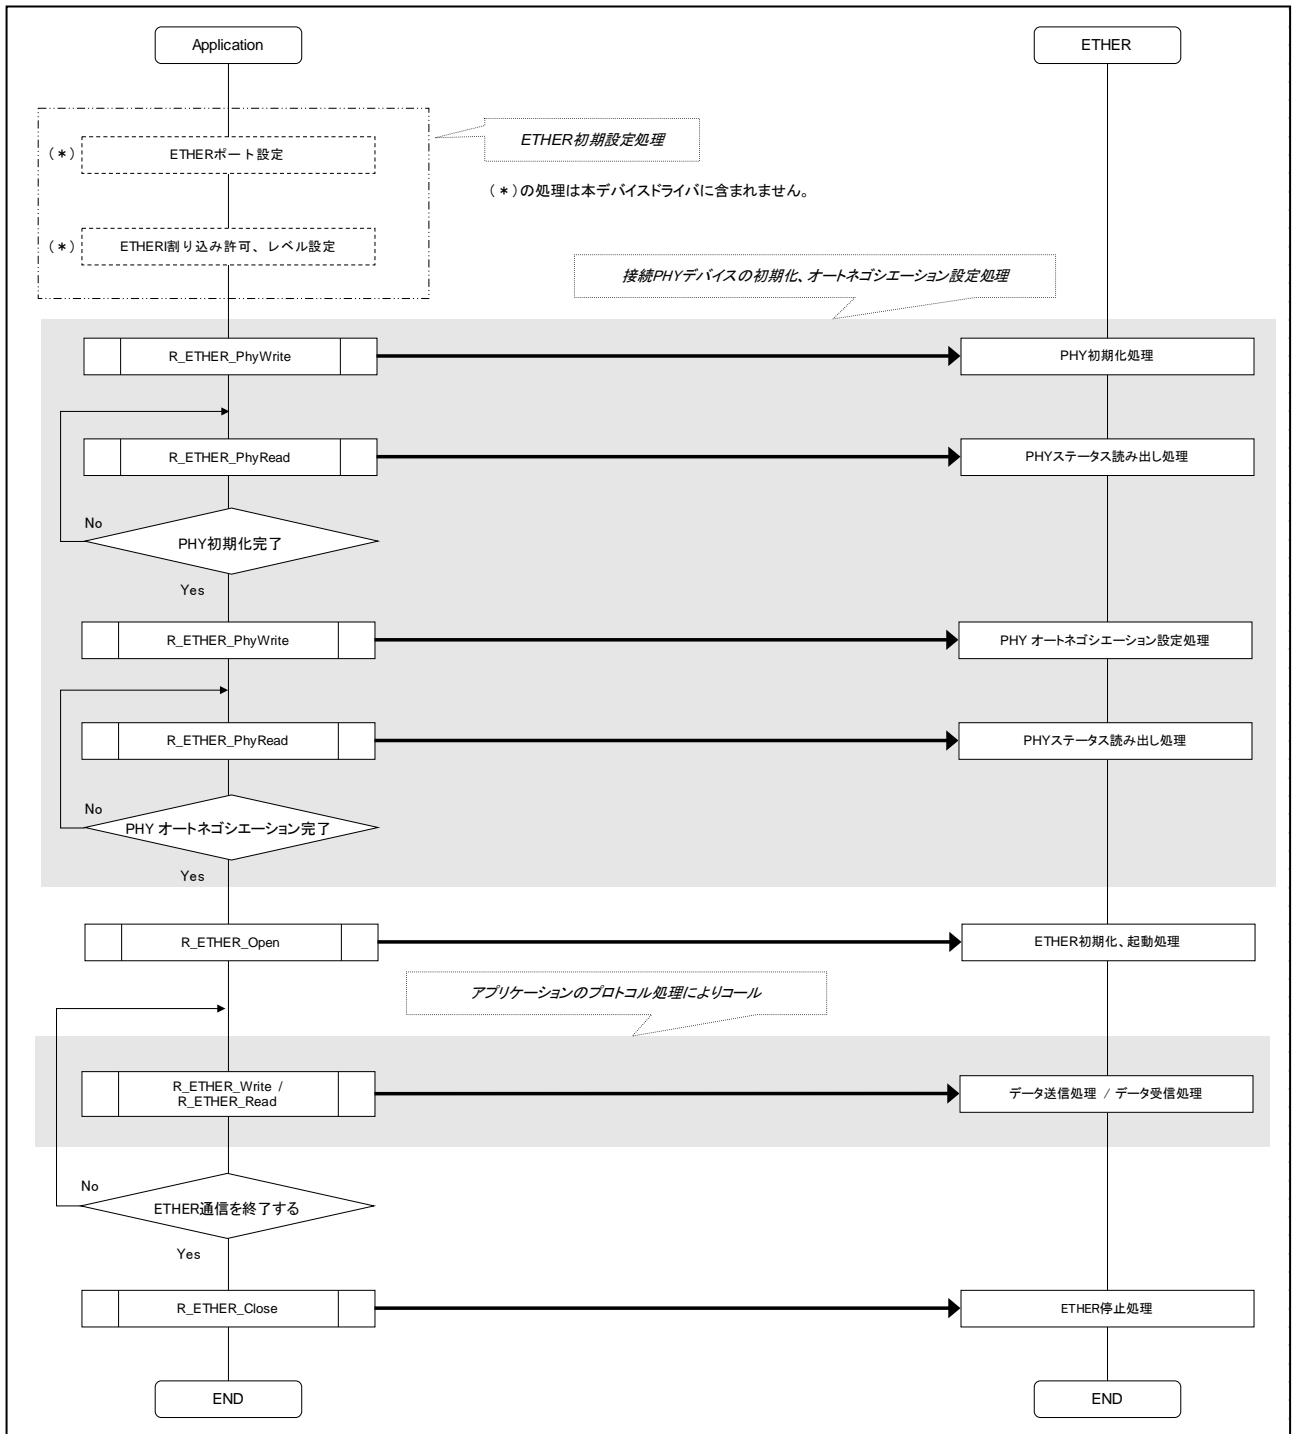 Application
ETHER
ETHER初期設定処理
(*)
ETHERポート設定
(*)の処理は本デバイスドライバに含まれません。
(*)
ETHERI割り込み許可、レベル設定
接続PHYデバイスの初期化、オートネゴシエーション設定処理
R_ETHER_PhyWrite
PHY初期化処理
R_ETHER_PhyRead
PHYステータス読み出し処理
No
PHY初期化完了
Yes
R_ETHER_PhyWrite
PHY オートネゴシエーション設定処理
R_ETHER_PhyRead
PHYステータス読み出し処理
No
PHY オートネゴシエーション完了
Yes
R_ETHER_Open
ETHER初期化、起動処理
アプリケーションのプロトコル処理によりコール
R_ETHER_Write /
R_ETHER_Read
データ送信処理 / データ受信処理
No
ETHER通信を終了する
Yes
R_ETHER_Close
ETHER停止処理
END
END